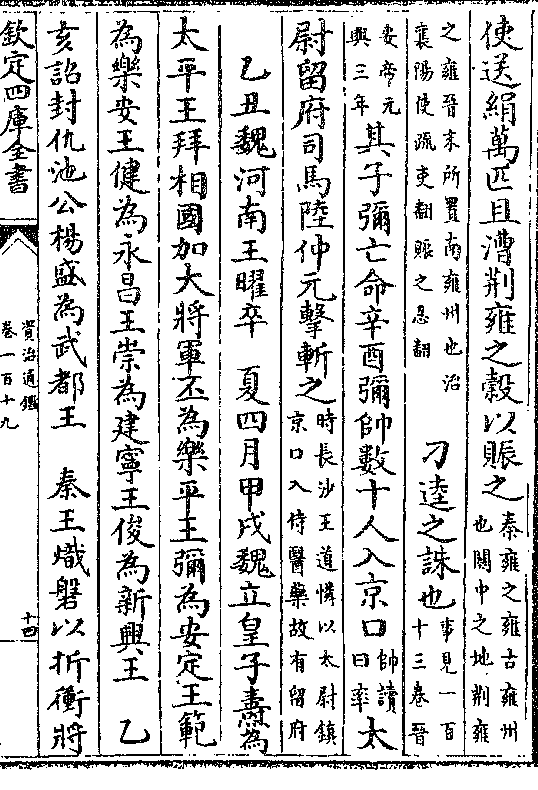 使送絹萬匹且漕荆雍之穀以賑之秦雍之雍古雍州也關中之地荆雍
之雍晉末所置南雍州也治襄陽使疏吏翻賑之忍翻　刁逵之誅也事見一百十三卷晉
安帝元興三年其子彌亡命辛酉彌帥數十人入京口帥讀曰率太
尉留府司馬陸仲元擊斬之時長沙王道憐以太尉鎮京口入侍醫藥故有留府
乙丑魏河南王曜卒　夏四月甲戌魏立皇子燾為
太平王拜相國加大將軍丕為樂平王彌為安定王範
為樂安王健為永昌王崇為建寧王俊為新興王　乙
亥詔封仇池公楊盛為武都王　秦王熾磐以折衝將
欽定四庫全書
資治通鑑
卷一百十九
十四